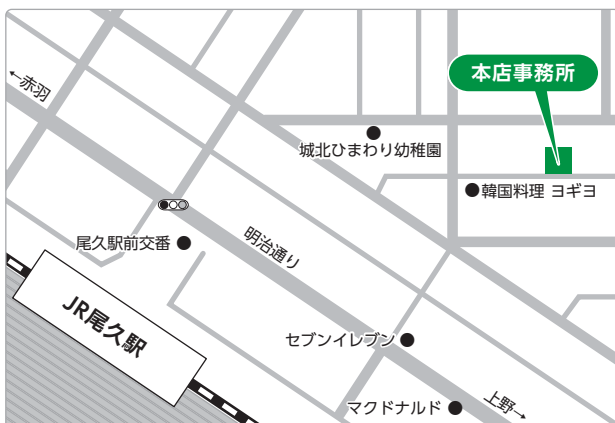 本店事務所
←赤羽
城北ひまわり幼稚園
韓国料理 ヨギヨ
尾久駅前交番
明治通り
JR尾久駅
セブンイレブン
マクドナルド
上野→